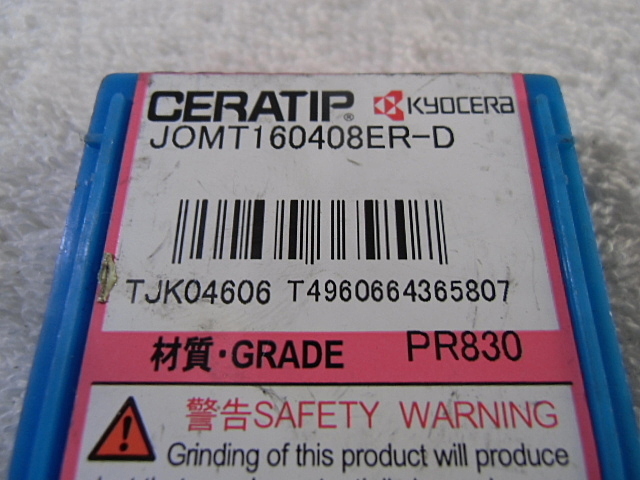 CERATIP® KYOCERA
JOMT160408ER-D
TJK04606 T4960664365807
材質・GRADE PR830
警告SAFETY WARNING
Grinding of this product will produce